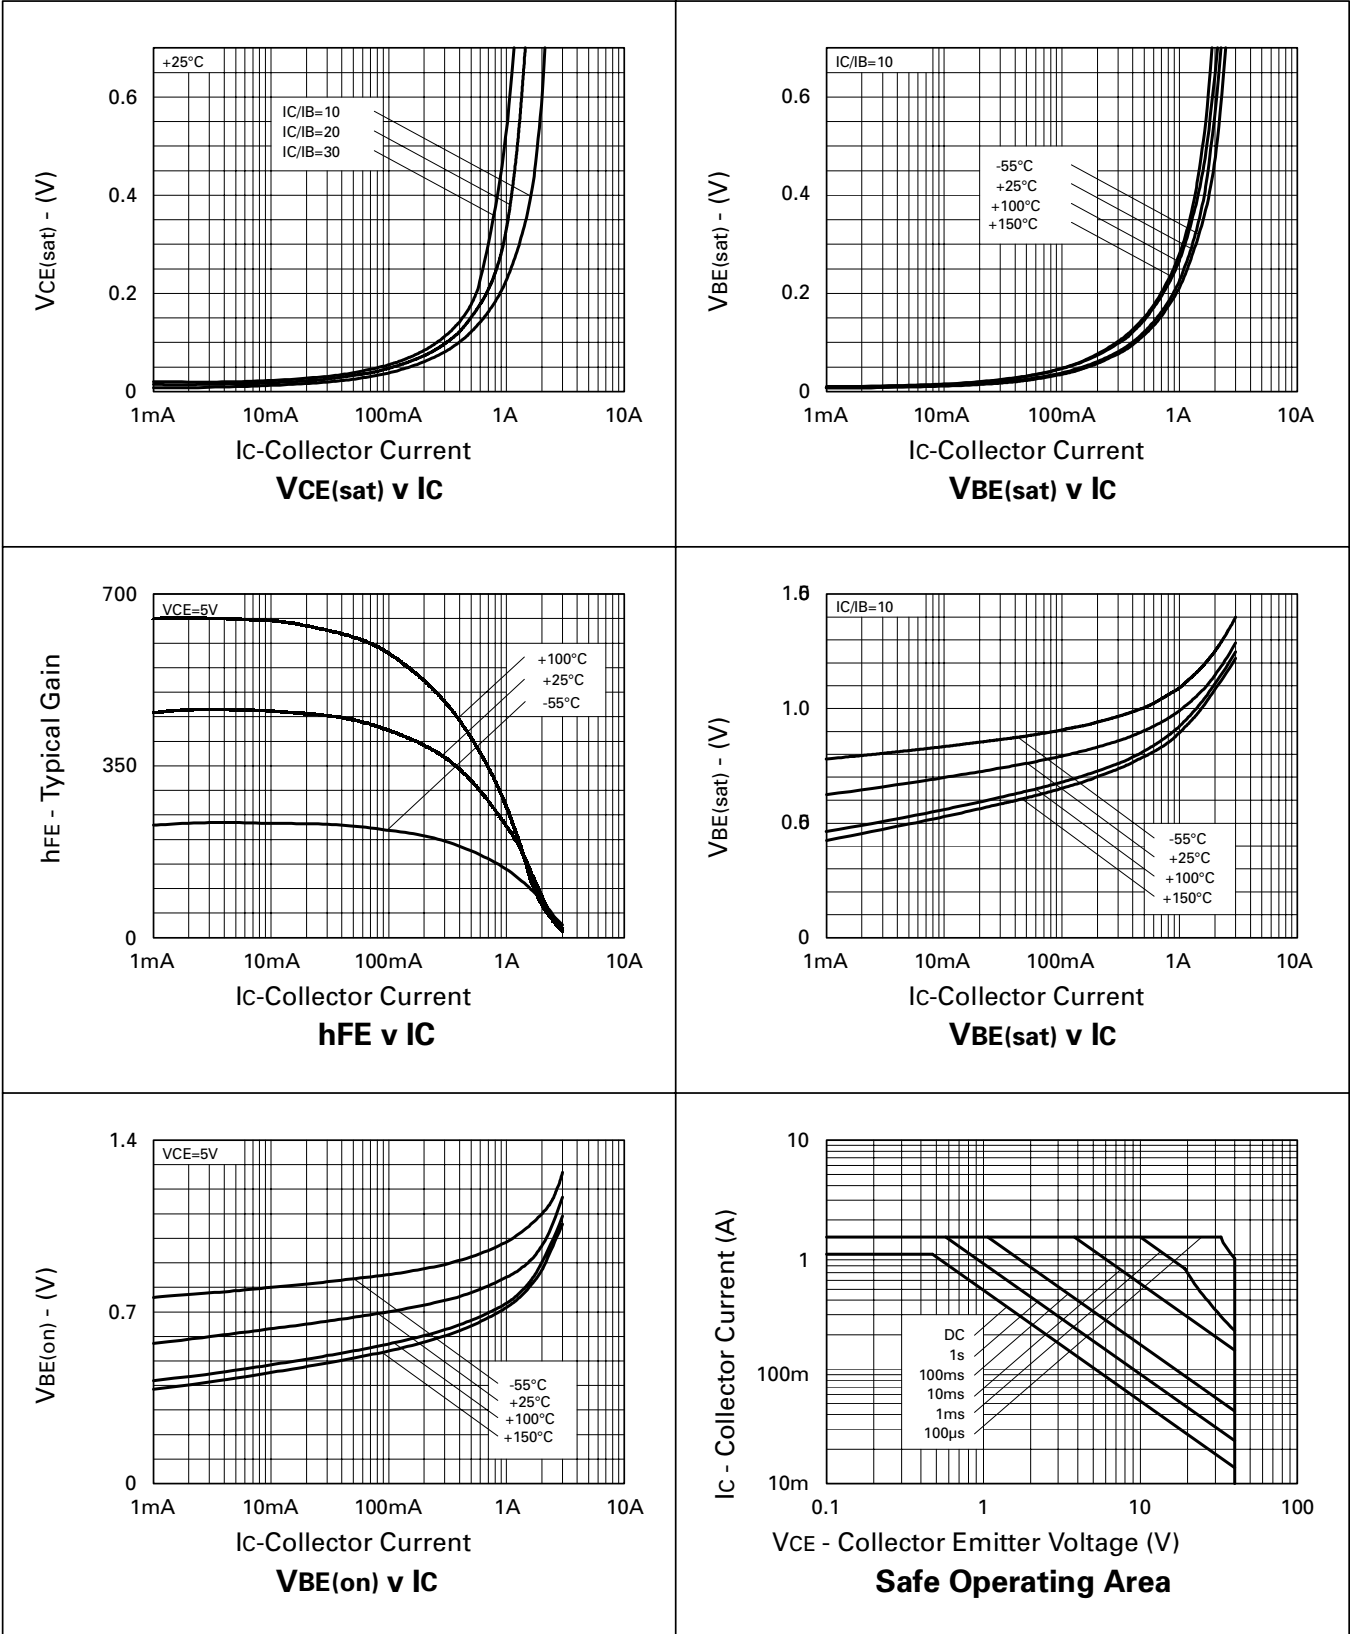 +25°C
0.6
0.4
0.2
0
IC/IB=10
IC/IB=20
IC/IB=30
VCE(sat) - (V)
1mA 10mA 100mA 1A 10A
IC-Collector Current
VCE(sat) v IC
IC/IB=10
0.6
0.4
0.2
0
-55°C
+25°C
+100°C
+150°C
VBE(sat) - (V)
1mA 10mA 100mA 1A 10A
IC-Collector Current
VBE(sat) v IC
700
350
0
VCE=5V
+100°C
+25°C
-55°C
hFE - Typical Gain
1mA 10mA 100mA 1A 10A
IC-Collector Current
hFE v IC
1.0
0
IC/IB=10
-55°C
+25°C
+100°C
+150°C
VBE(sat) - (V)
1mA 10mA 100mA 1A 10A
IC-Collector Current
VBE(sat) v IC
1.4
0.7
0
VCE=5V
-55°C
+25°C
+100°C
+150°C
VBE(on) - (V)
1mA 10mA 100mA 1A 10A
IC-Collector Current
VBE(on) v IC
10
1
100m
10m
DC
1s
100ms
10ms
1ms
100µs
IC - Collector Current (A)
0.1 1 10 100
VCE - Collector Emitter Voltage (V)
Safe Operating Area